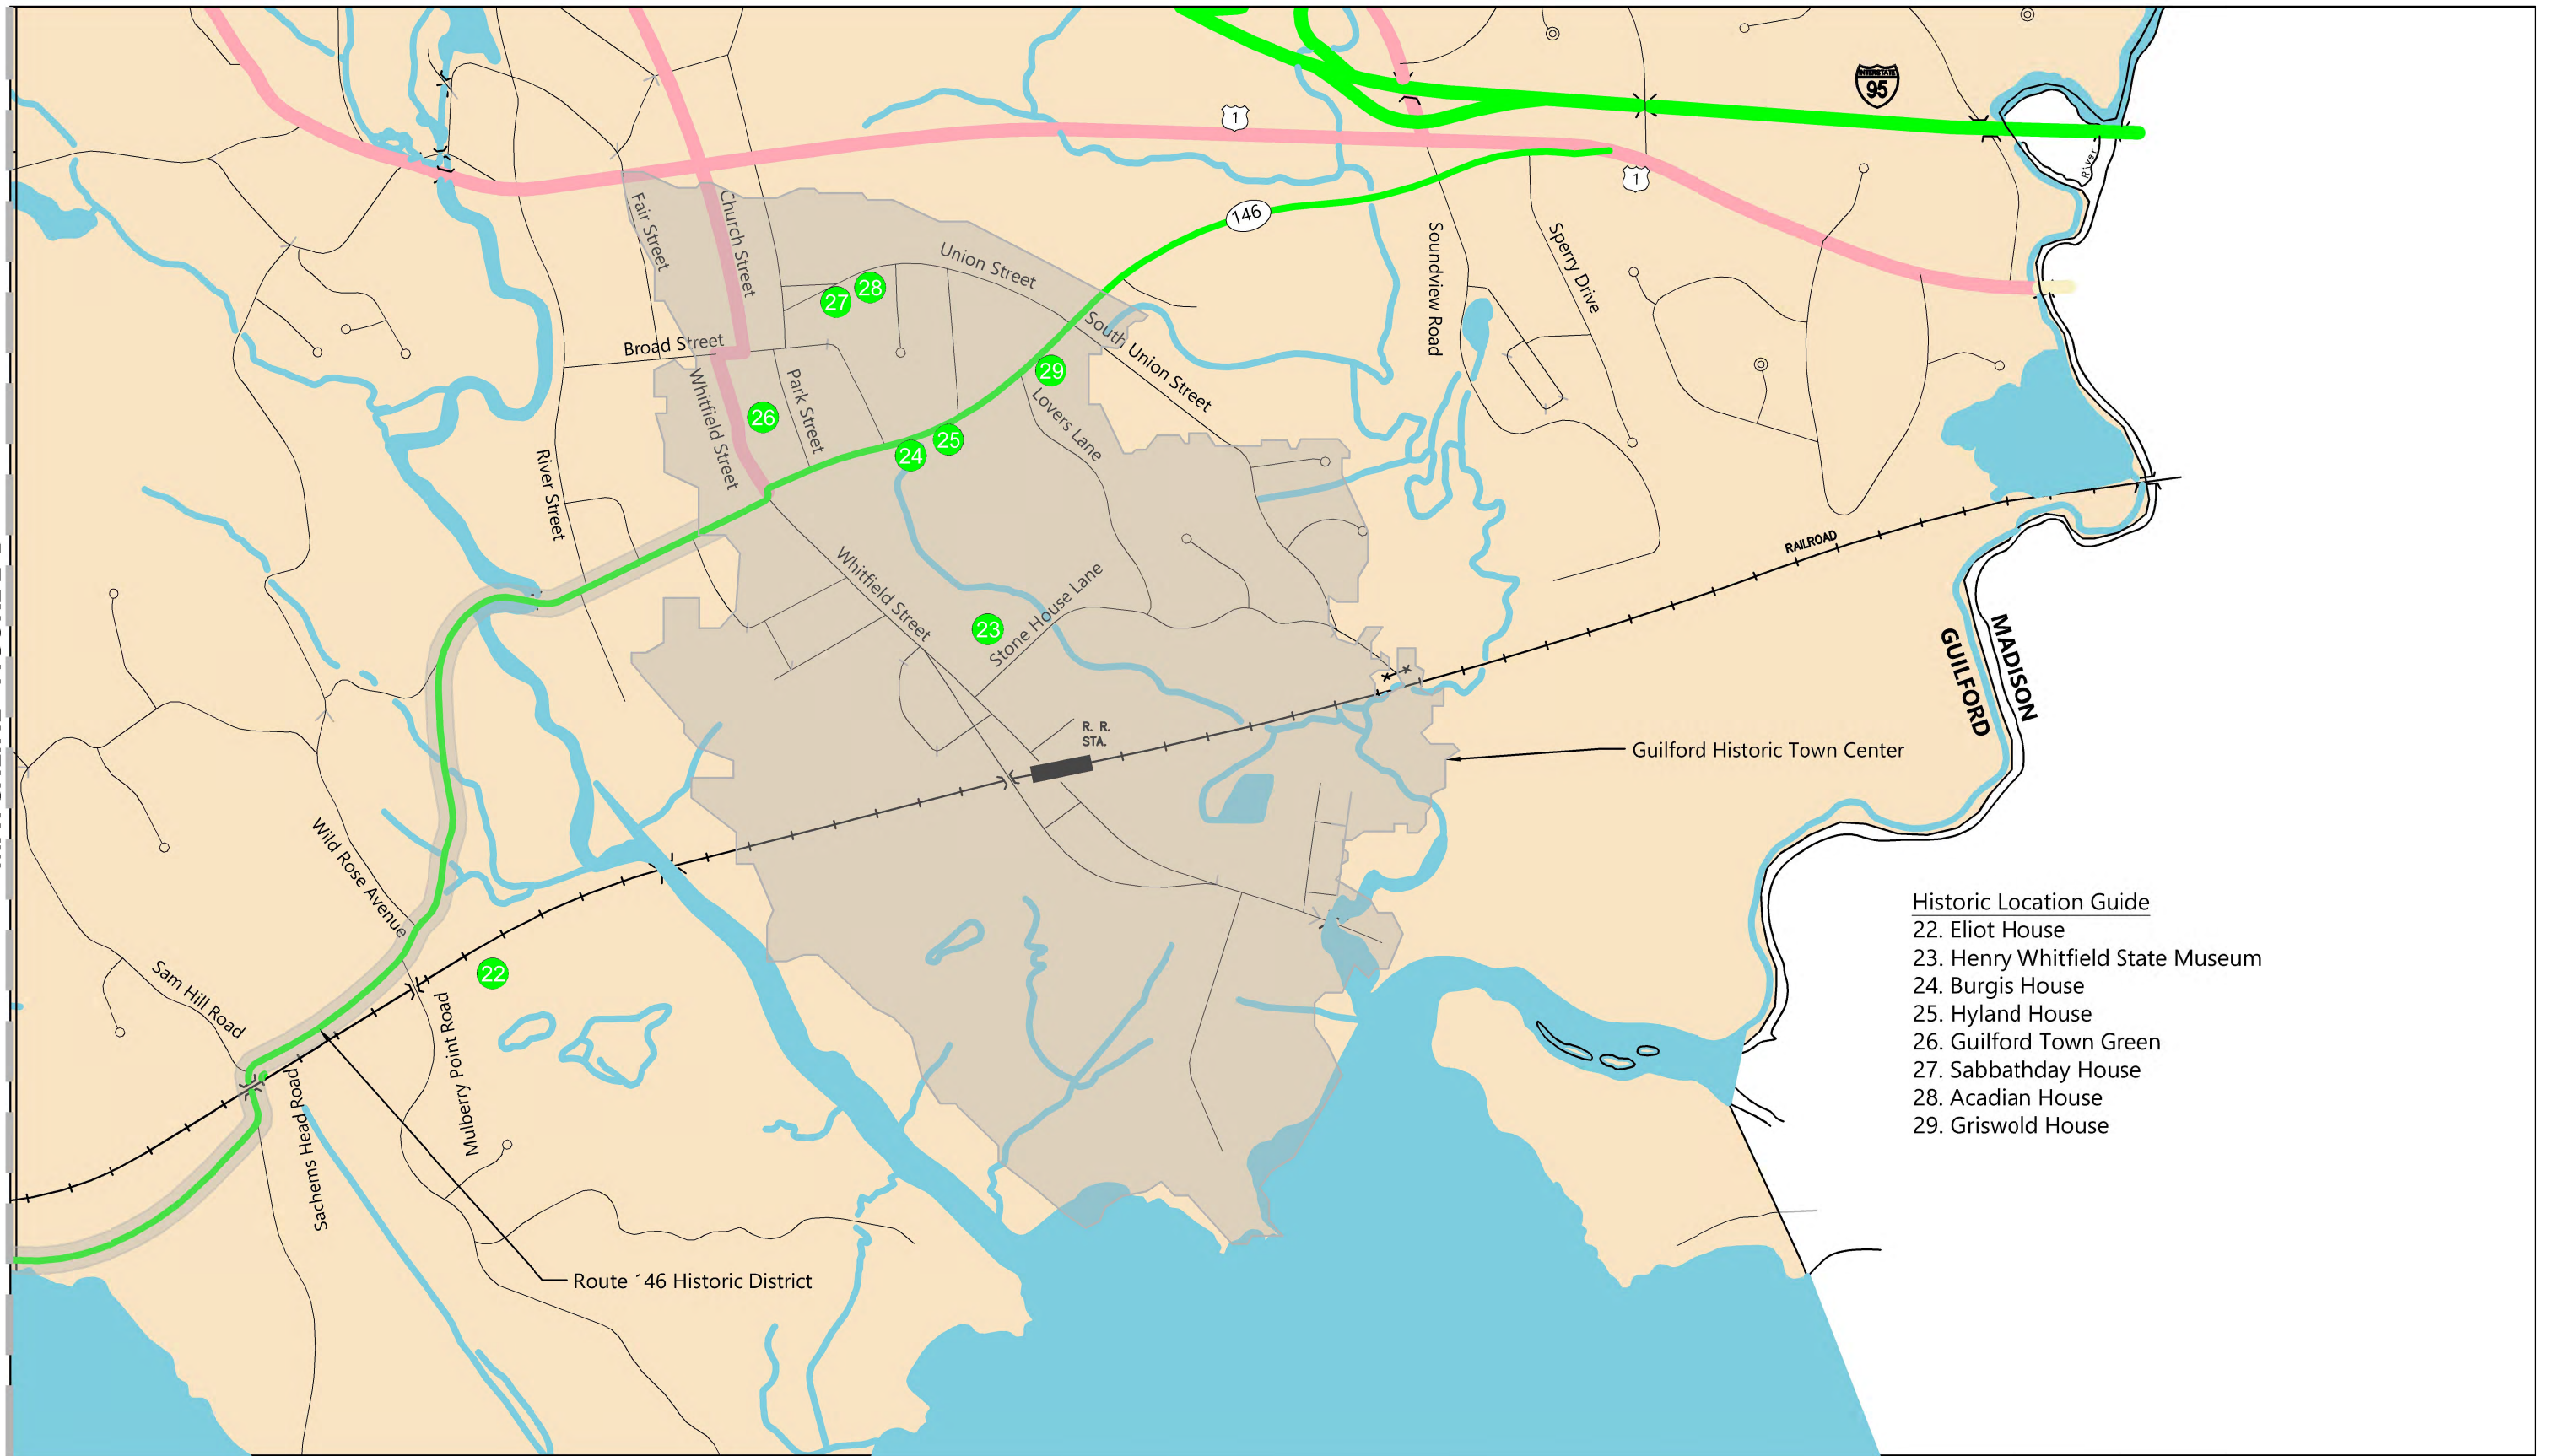 INTERSTATE
95
1
River
1
146
Fair Street
Church Street
Union Street
Soundview Road
Sperry Drive
28
27
South Union Street
Broad Street
29
Whitfield Street
Park Street
Lovers Lane
26
25
24
River Street
RAILROAD
Whitfield Street
Stone House Lane
23
MADISON
GUILFORD
R. R.
STA.
Guilford Historic Town Center
Wild Rose Avenue
Sam Hill Road
22
Mulberry Point Road
Sachems Head Road
Route 146 Historic District
Historic Location Guide
22. Eliot House
23. Henry Whitfield State Museum
24. Burgis House
25. Hyland House
26. Guilford Town Green
27. Sabbathday House
28. Acadian House
29. Griswold House